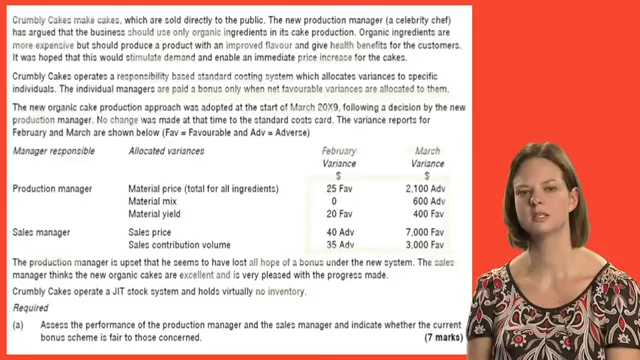 Crumbly Cakes make cakes, which are sold directly to the public. The new production manager (a celebrity chef)
has argued that the business should use only organic ingredients in its cake production. Organic ingredients are
more expensive but should produce a product with an improved flavour and give health benefits for the customers.
It was hoped that this would stimulate demand and enable an immediate price increase for the cakes.
Crumbly Cakes operates a responsibility based standard costing system which allocates variances to specific
individuals. The individual managers are paid a bonus only when net favourable variances are allocated to them.
The new organic cake production approach was adopted at the start of March 20X9, following a decision by the new
production manager. No change was made at that time to the standard costs card. The variance reports for
February and March are shown below (Fav = Favourable and Adv = Adverse)
Manager responsible Allocated variances February March
Variance Variance
$ $
Production manager Material price (total for all ingredients) 25 Fav 2,100 Adv
Material mix 0 600 Adv
Material yield 20 Fav 400 Fav
Sales manager Sales price 40 Adv 7,000 Fav
Sales contribution volume 35 Adv 3,000 Fav
The production manager is upset that he seems to have lost all hope of a bonus under the new system. The sales
manager thinks the new organic cakes are excellent and is very pleased with the progress made.
Crumbly Cakes operate a JIT stock system and holds virtually no inventory.
Required
(a) Assess the performance of the production manager and the sales manager and indicate whether the current
bonus scheme is fair to those concerned. (7 marks)